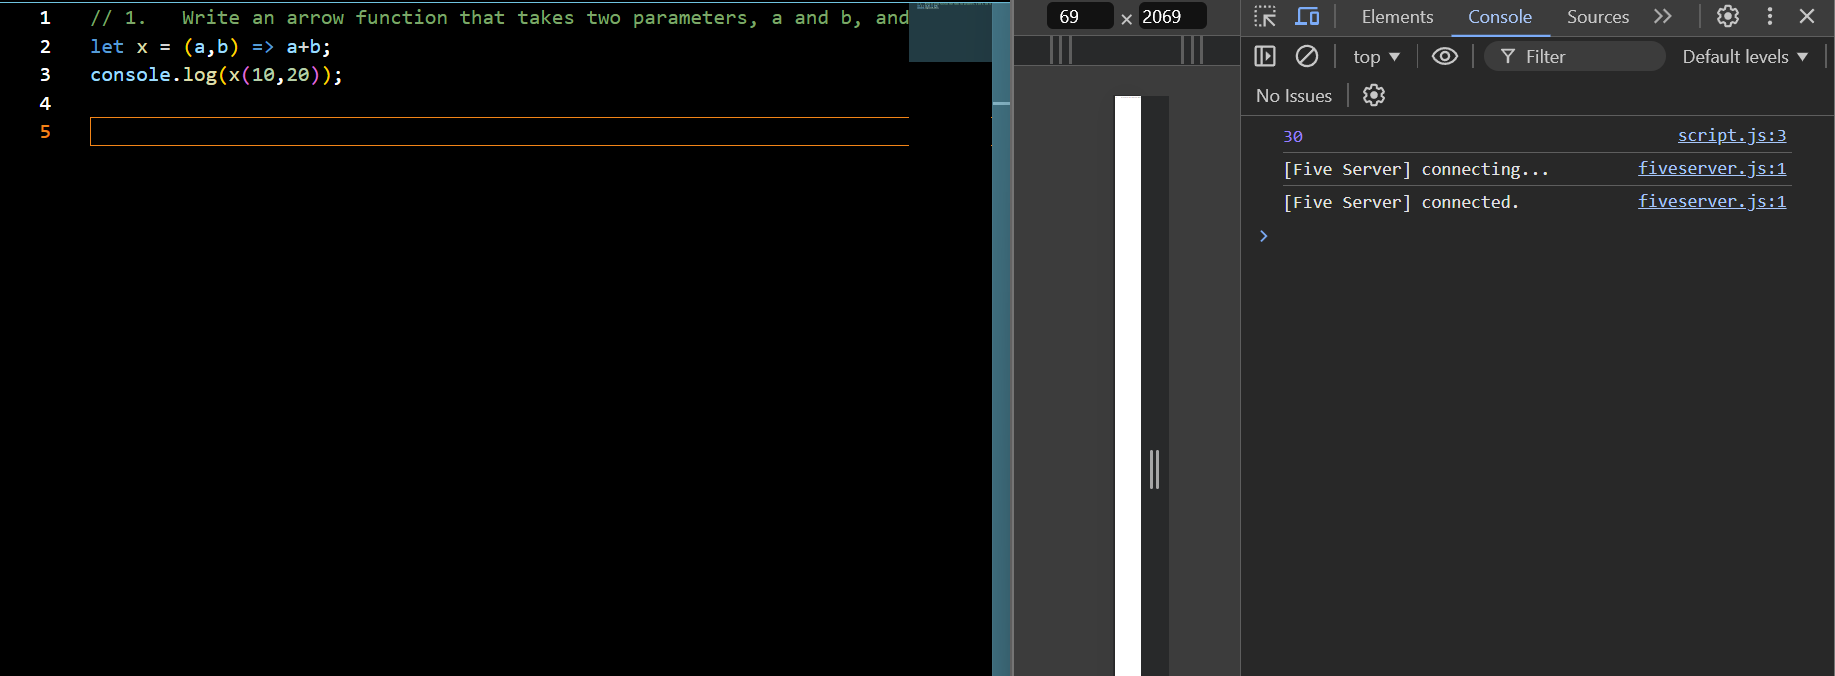 1 // 1.   Write an arrow function that takes two parameters, a and b, and
2 let x = (a,b) => a+b;
3 console.log(x(10,20));
4
5
69 × 2069
Elements Console Sources
top Filter Default levels
No Issues
30 script.js:3
[Five Server] connecting... fiveserver.js:1
[Five Server] connected. fiveserver.js:1